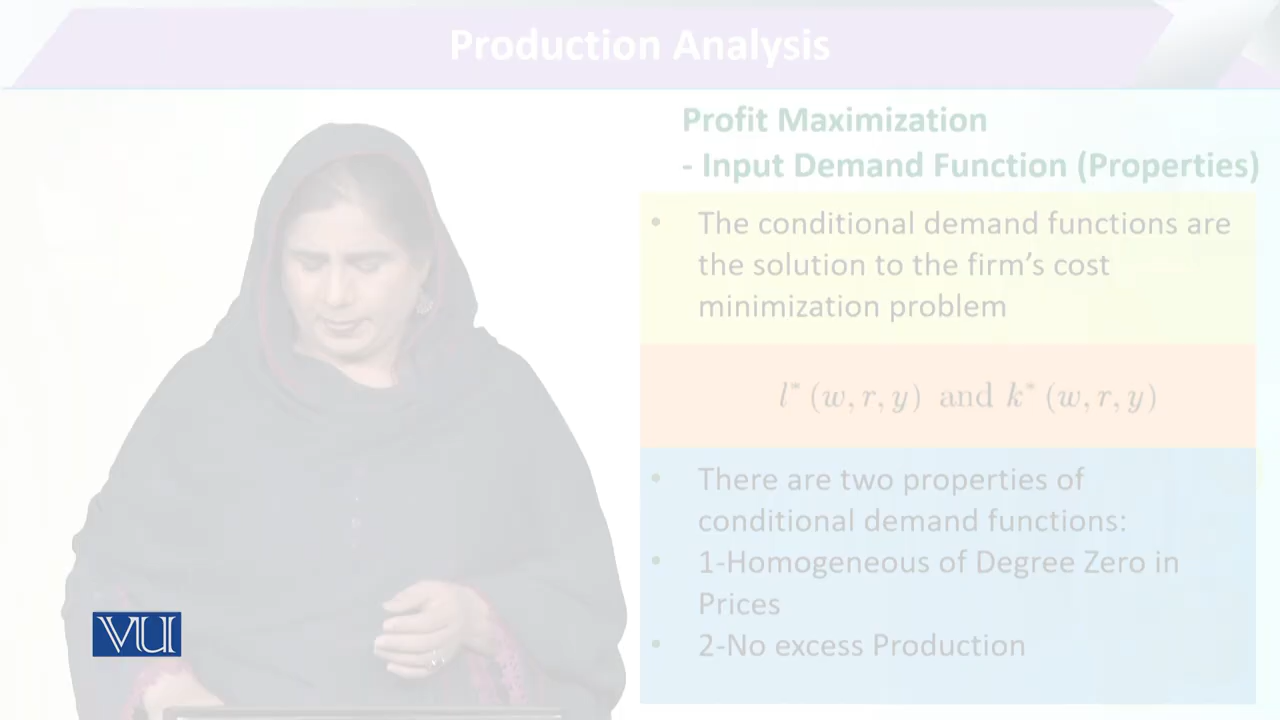 Production Analysis
Profit Maximization
- Input Demand Function (Properties)
• The conditional demand functions are
the solution to the firm's cost
minimization problem
l* (w, r, y) and k* (w, r, y)
• There are two properties of
conditional demand functions:
• 1-Homogeneous of Degree Zero in
Prices
• 2-No excess Production
VU